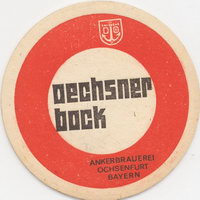 oechsner
bock
ANKERBRAUEREI
OCHSENFURT
BAYERN